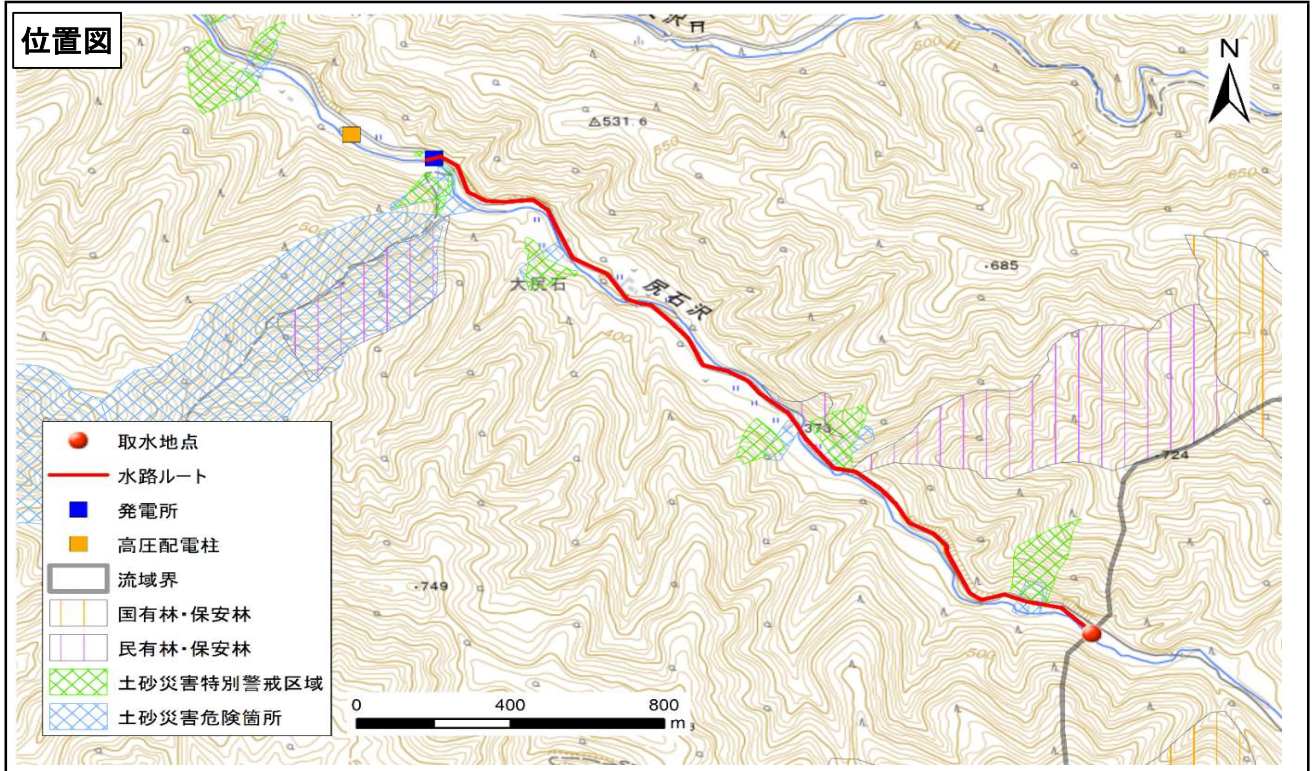 位置図
N
600
△531.6
550
650
500
・685
大尻石
尻石沢
400
373
・724
・749
500
取水地点
水路ルート
発電所
高圧配電柱
流域界
国有林・保安林
民有林・保安林
土砂災害特別警戒区域
土砂災害危険箇所
0 400 800
m